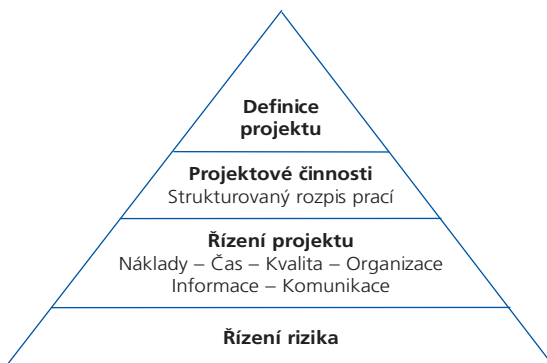 Definice
projektu
Projektové činnosti
Strukturovaný rozpis prací
Řízení projektu
Náklady – Čas – Kvalita – Organizace
Informace – Komunikace
Řízení rizika